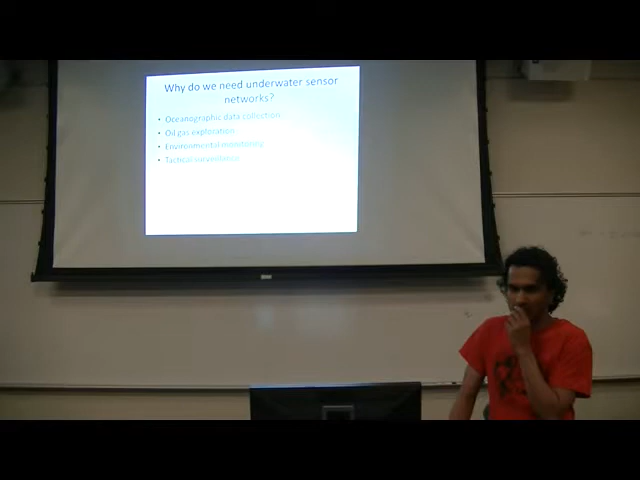 Why do we need underwater sensor
networks?
• Oceanographic data collection
• Oil gas exploration
• Environmental monitoring
• Tactical surveillance